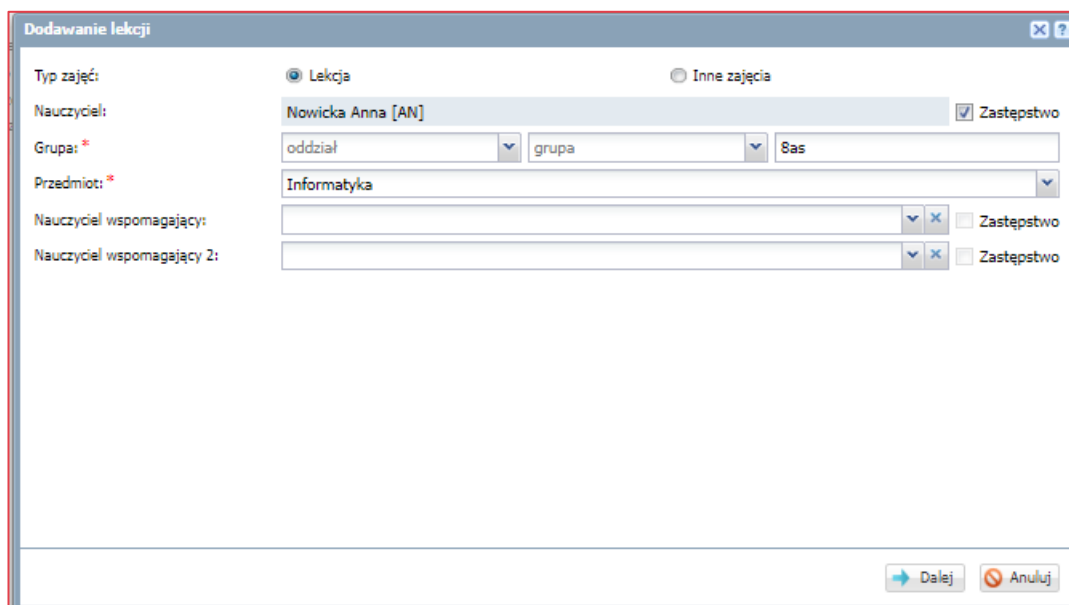 Dodawanie lekcji
Typ zajęć: Lekcja Inne zajęcia
Nauczyciel: Nowicka Anna [AN] Zastępstwo
Grupa: * oddział grupa 8as
Przedmiot: * Informatyka
Nauczyciel wspomagający: Zastępstwo
Nauczyciel wspomagający 2: Zastępstwo
Dalej Anuluj